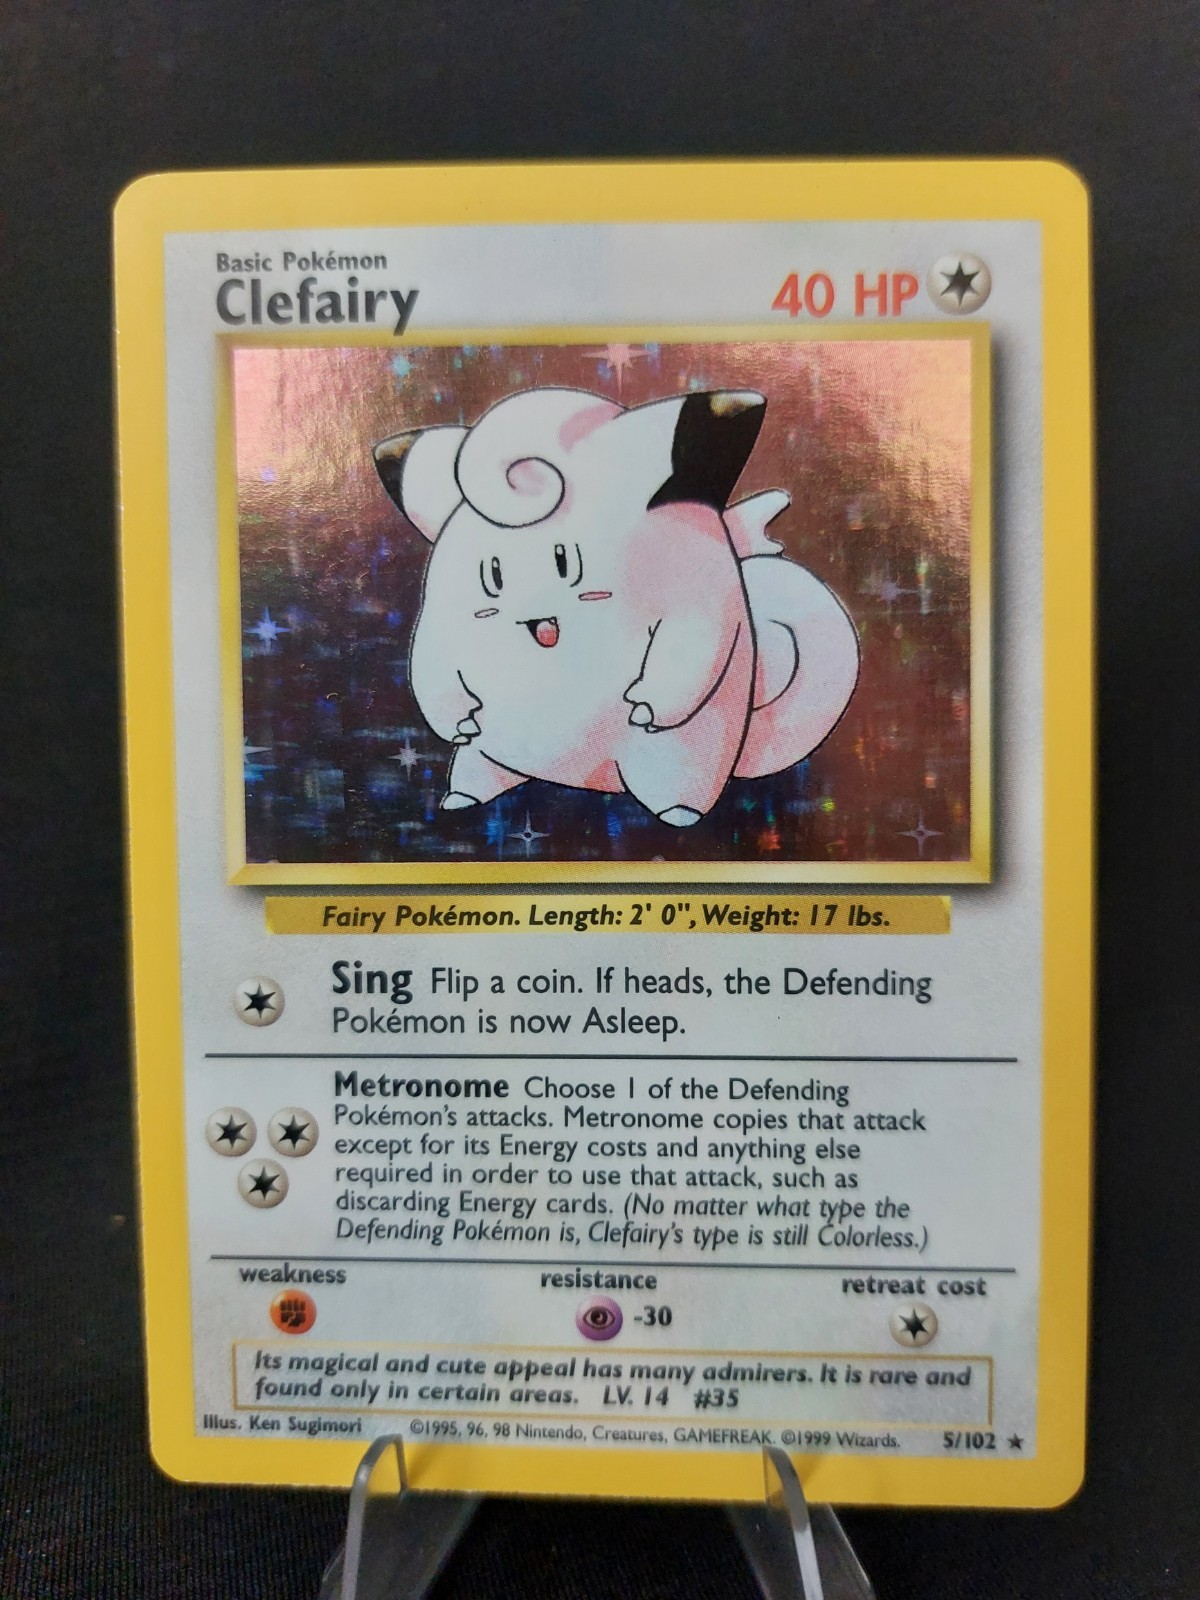 Basic Pokémon
Clefairy
40 HP
Fairy Pokémon. Length: 2' 0", Weight: 17 lbs.
Sing Flip a coin. If heads, the Defending
Pokémon is now Asleep.
Metronome Choose 1 of the Defending
Pokémon's attacks. Metronome copies that attack
except for its Energy costs and anything else
required in order to use that attack, such as
discarding Energy cards. (No matter what type the
Defending Pokémon is, Clefairy's type is still Colorless.)
weakness resistance retreat cost
-30
Its magical and cute appeal has many admirers. It is rare and
found only in certain areas. LV. 14 #35
Illus. Ken Sugimori ©1995, 96, 98 Nintendo, Creatures, GAMEFREAK. ©1999 Wizards. 5/102 ★